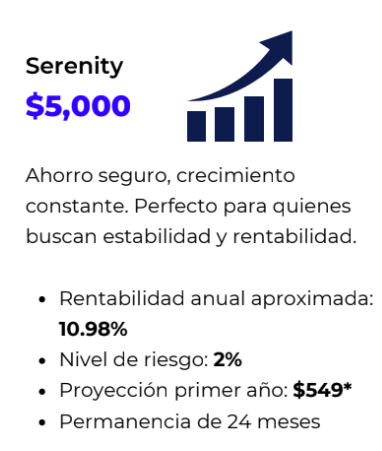 Serenity
$5,000
Ahorro seguro, crecimiento
constante. Perfecto para quienes
buscan estabilidad y rentabilidad.
• Rentabilidad anual aproximada:
10.98%
• Nivel de riesgo: 2%
• Proyección primer año: $549*
• Permanencia de 24 meses